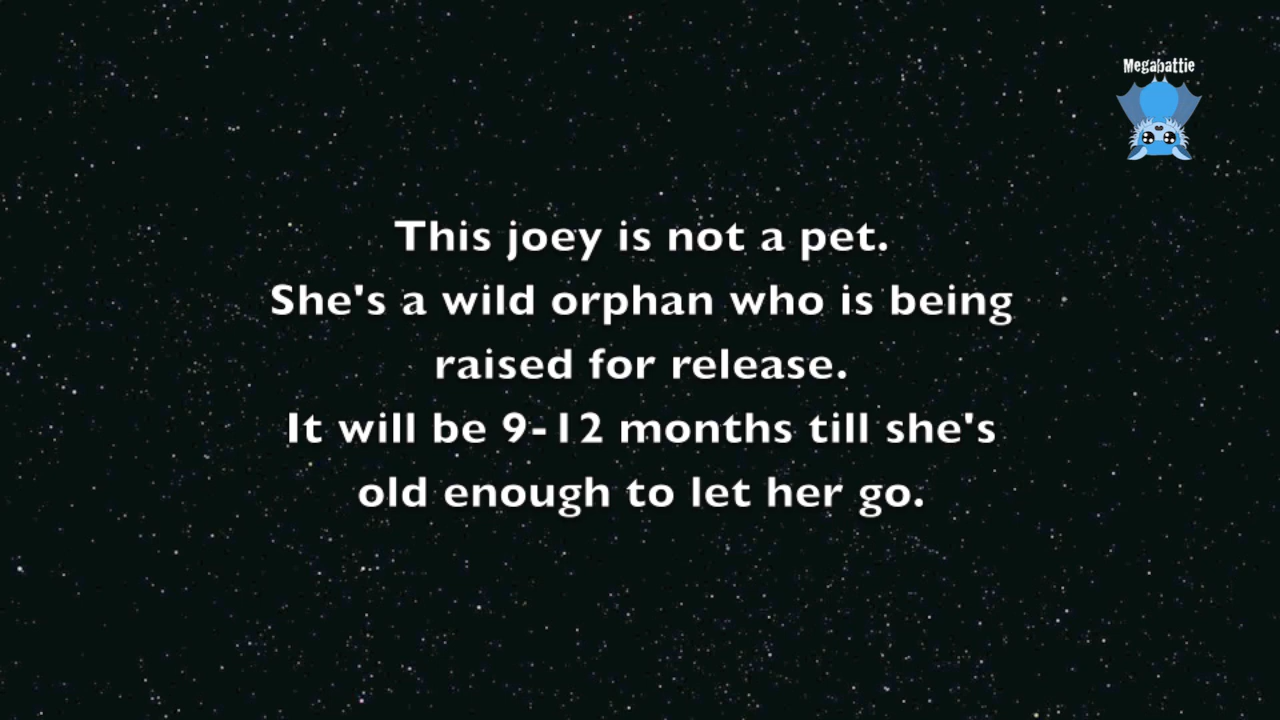 Megabattie
This joey is not a pet.
She's a wild orphan who is being
raised for release.
It will be 9-12 months till she's
old enough to let her go.